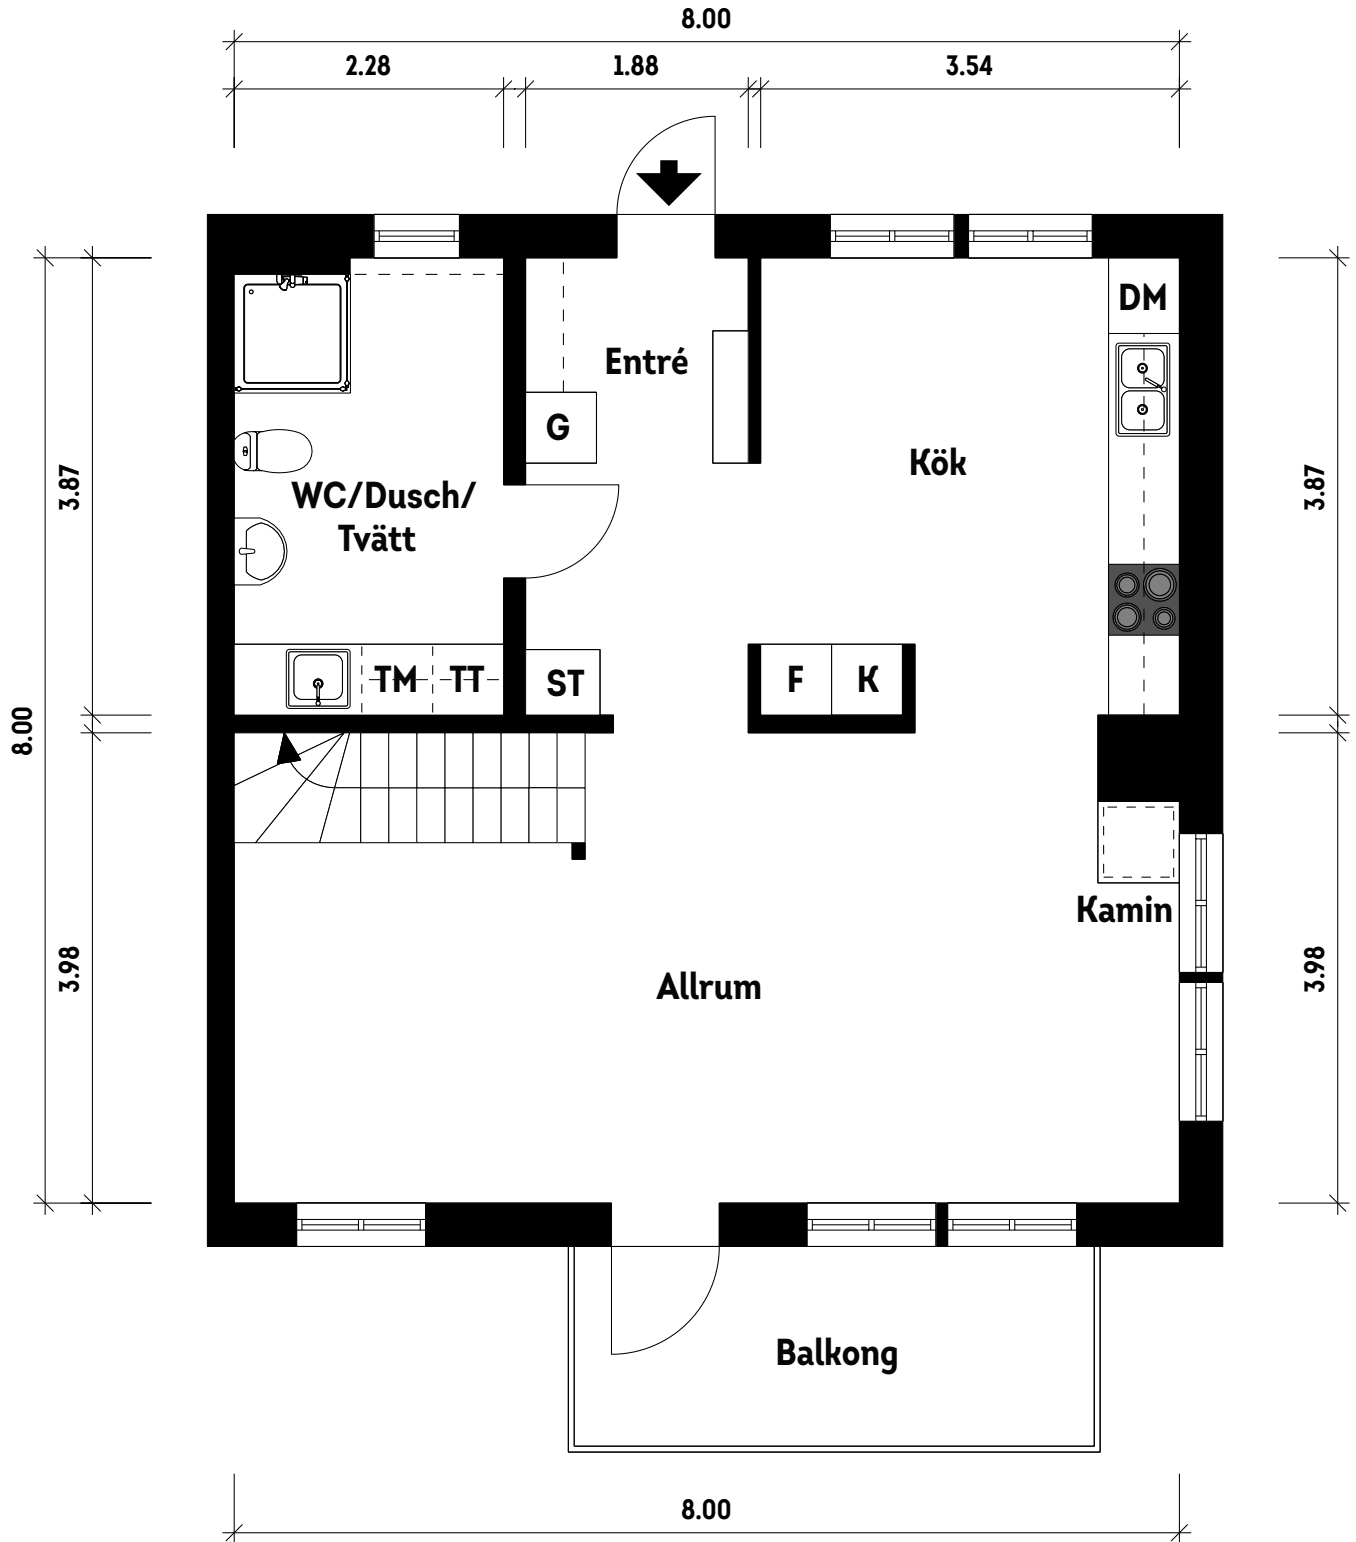 8.00
2.28
1.88
3.54
DM
Entré
G
Kök
3.87
3.87
WC/Dusch/
Tvätt
TM
TT
ST
F
K
8.00
Kamin
3.98
3.98
Allrum
Balkong
8.00